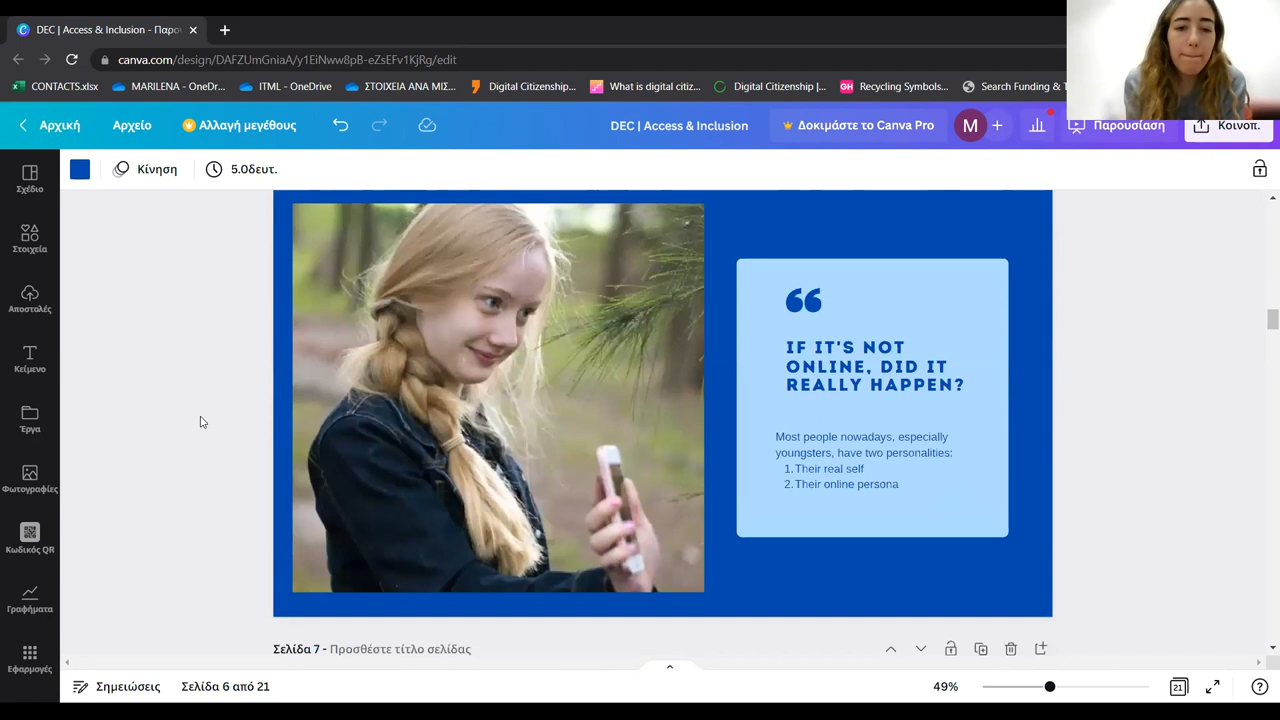 DEC | Access & Inclusion - Παρο
canva.com/design/DAFZUmGniaA/y1EiNww8pB-eZsEFv1KjRg/edit
CONTACTS.xlsx
MARILENA - OneDr...
ITML - OneDrive
ΣΤΟΙΧΕΙΑ ΑΝΑ ΜΙΣ...
Digital Citizenship...
What is digital citiz...
Digital Citizenship |...
GH
Recycling Symbols...
Search Funding & T
Αρχική
Αρχείο
Αλλαγή μεγέθους
DEC | Access & Inclusion
Δοκιμάστε το Canva Pro
M
Παρουσίαση
Κοινοπ.
Κίνηση
5.0δευτ.
Σχέδιο
Στοιχεία
Αποστολές
Κείμενο
Έργα
Φωτογραφίες
Κωδικός QR
Γραφήματα
Εφαρμογές
IF IT'S NOT
ONLINE, DID IT
REALLY HAPPEN?
Most people nowadays, especially
youngsters, have two personalities:
1. Their real self
2. Their online persona
Σελίδα 7 - Προσθέστε τίτλο σελίδας
Σημειώσεις
Σελίδα 6 από 21
49%
21